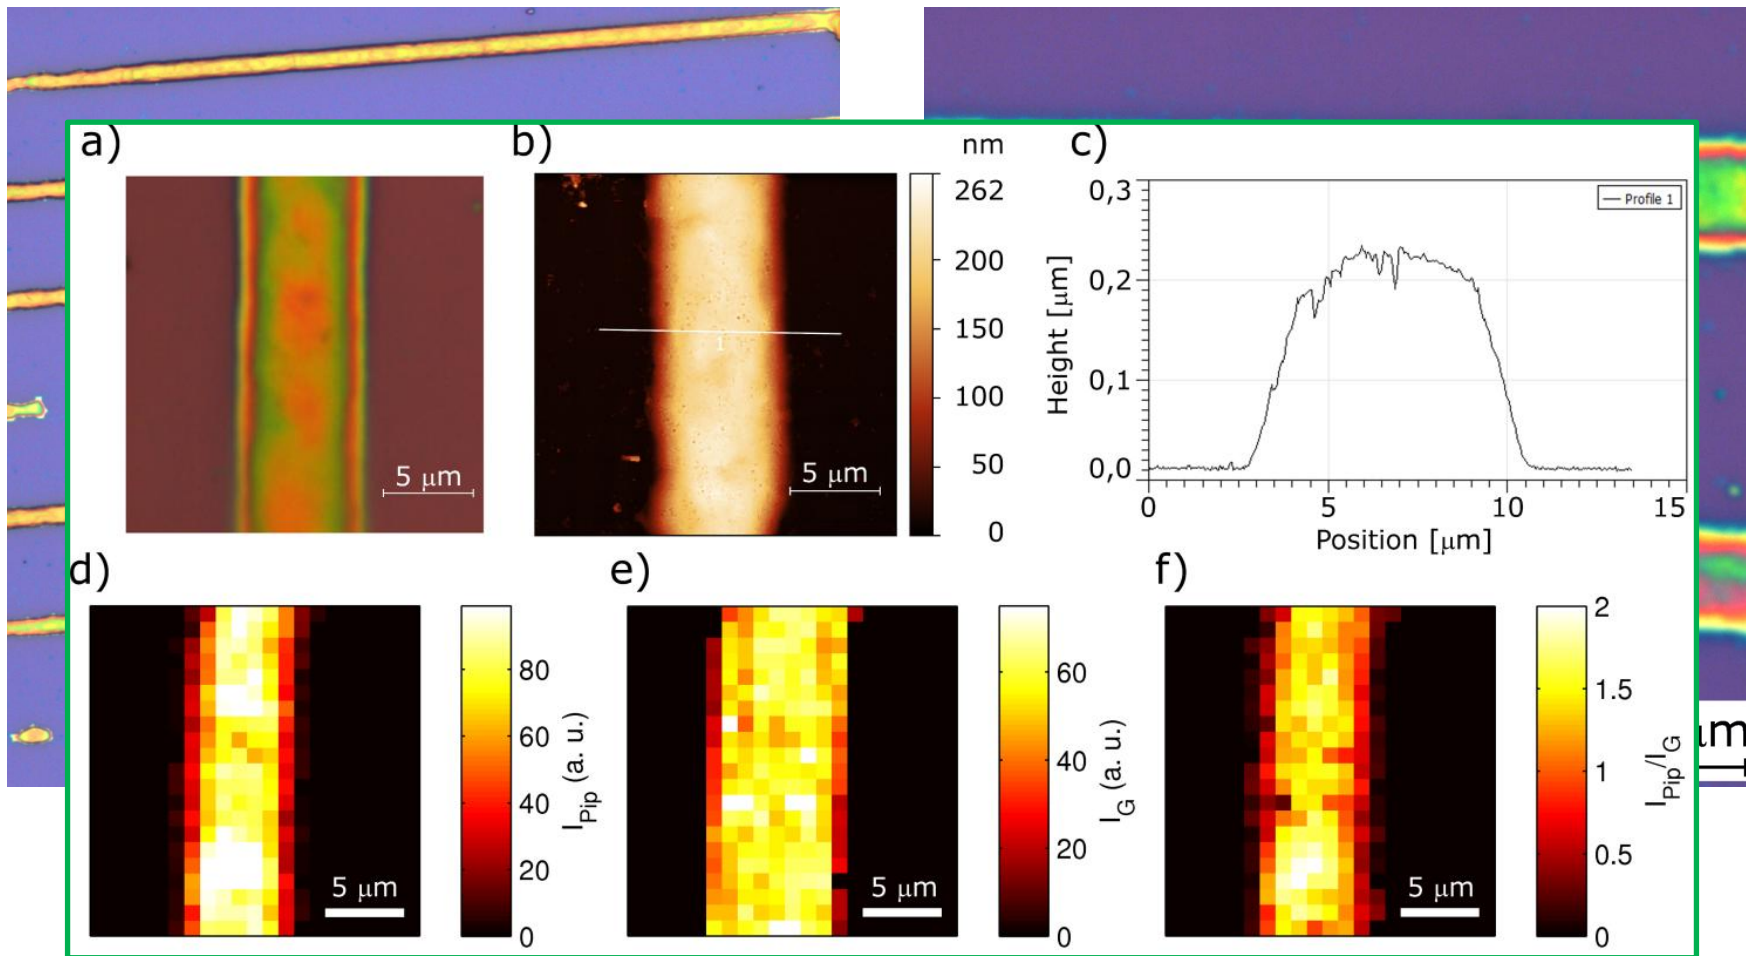 a)
b)
nm
262
200
150
100
50
0
1
5 μm
5 μm
c)
0,3
0,2
0,1
0,0
Height [μm]
Profile 1
0
5
10
15
Position [μm]
d)
80
60
40
20
0
I_Pip (a. u.)
5 μm
e)
60
40
20
0
I_G (a. u.)
5 μm
f)
2
1.5
1
0.5
0
I_Pip/I_G
5 μm
μm